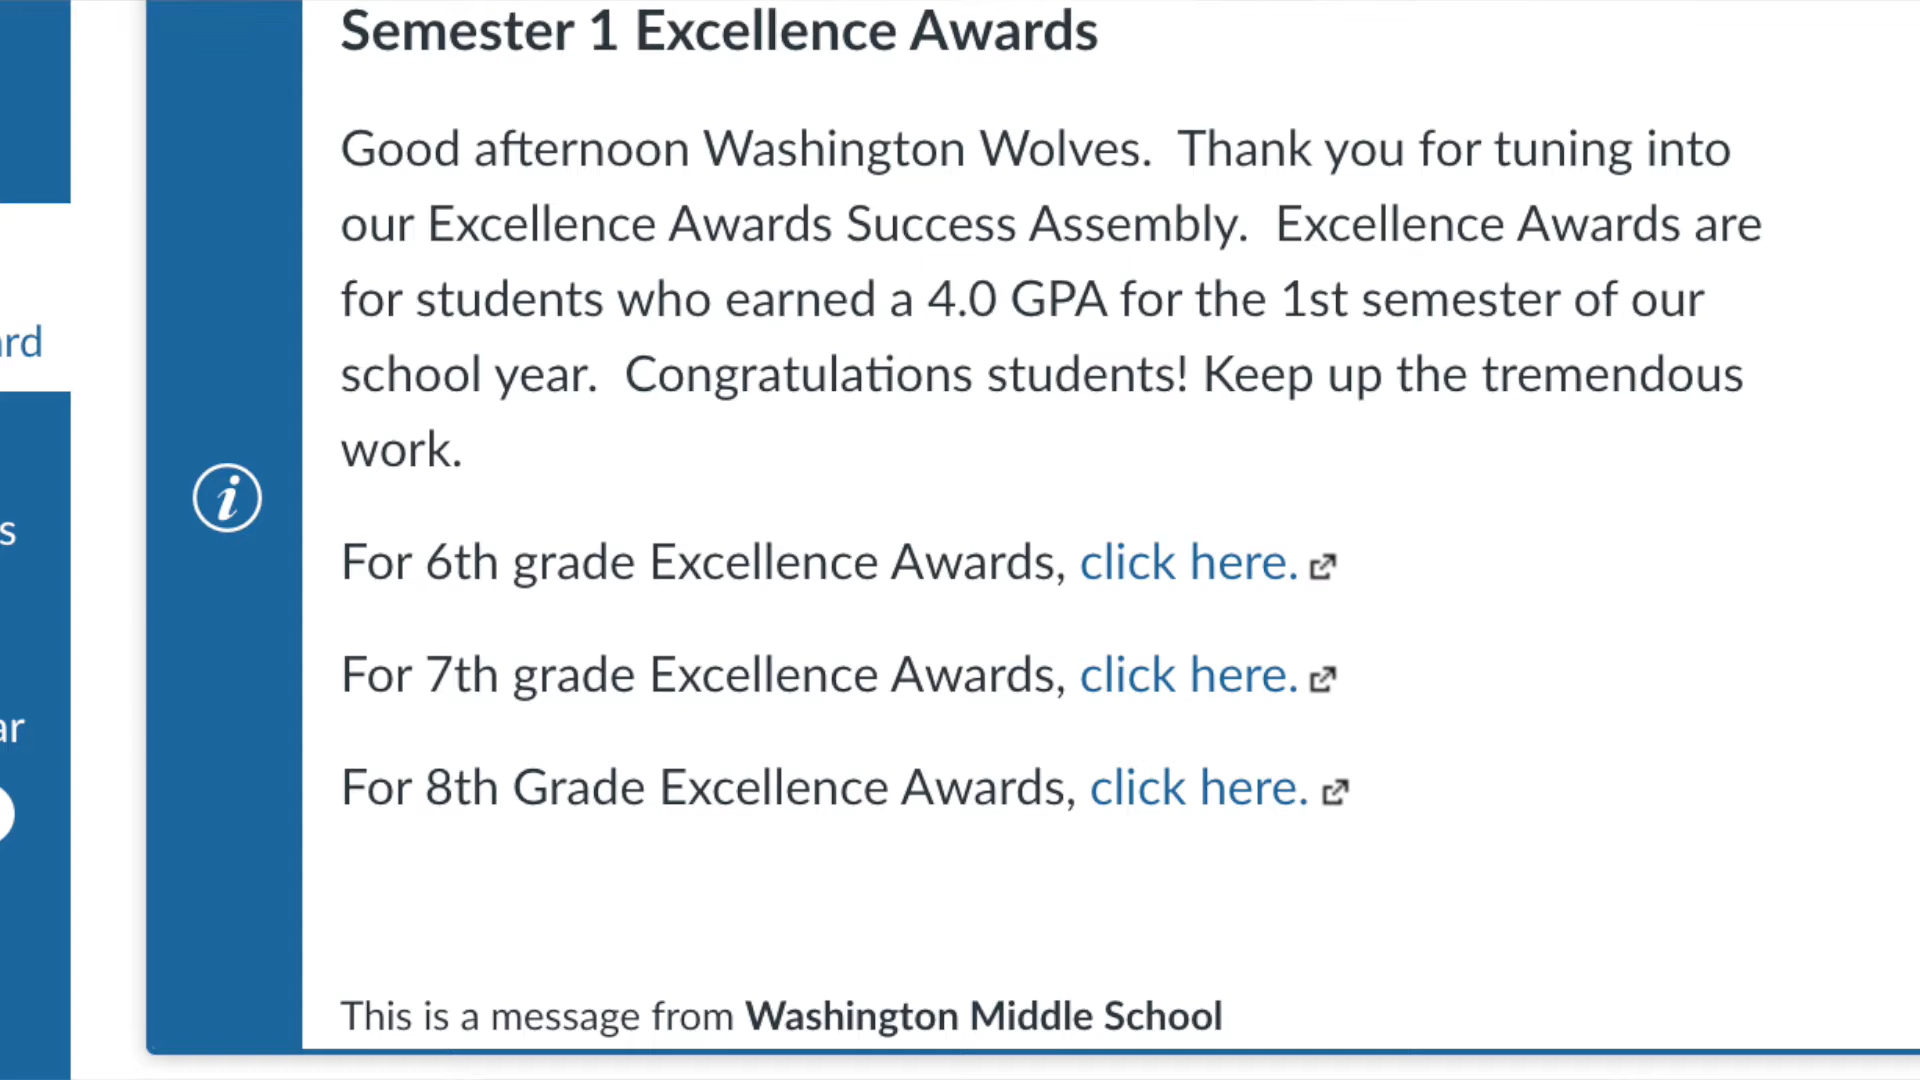 Semester 1 Excellence Awards
Good afternoon Washington Wolves.  Thank you for tuning into
our Excellence Awards Success Assembly.  Excellence Awards are
for students who earned a 4.0 GPA for the 1st semester of our
school year.  Congratulations students! Keep up the tremendous
work.
For 6th grade Excellence Awards, click here.
For 7th grade Excellence Awards, click here.
For 8th Grade Excellence Awards, click here.
This is a message from Washington Middle School